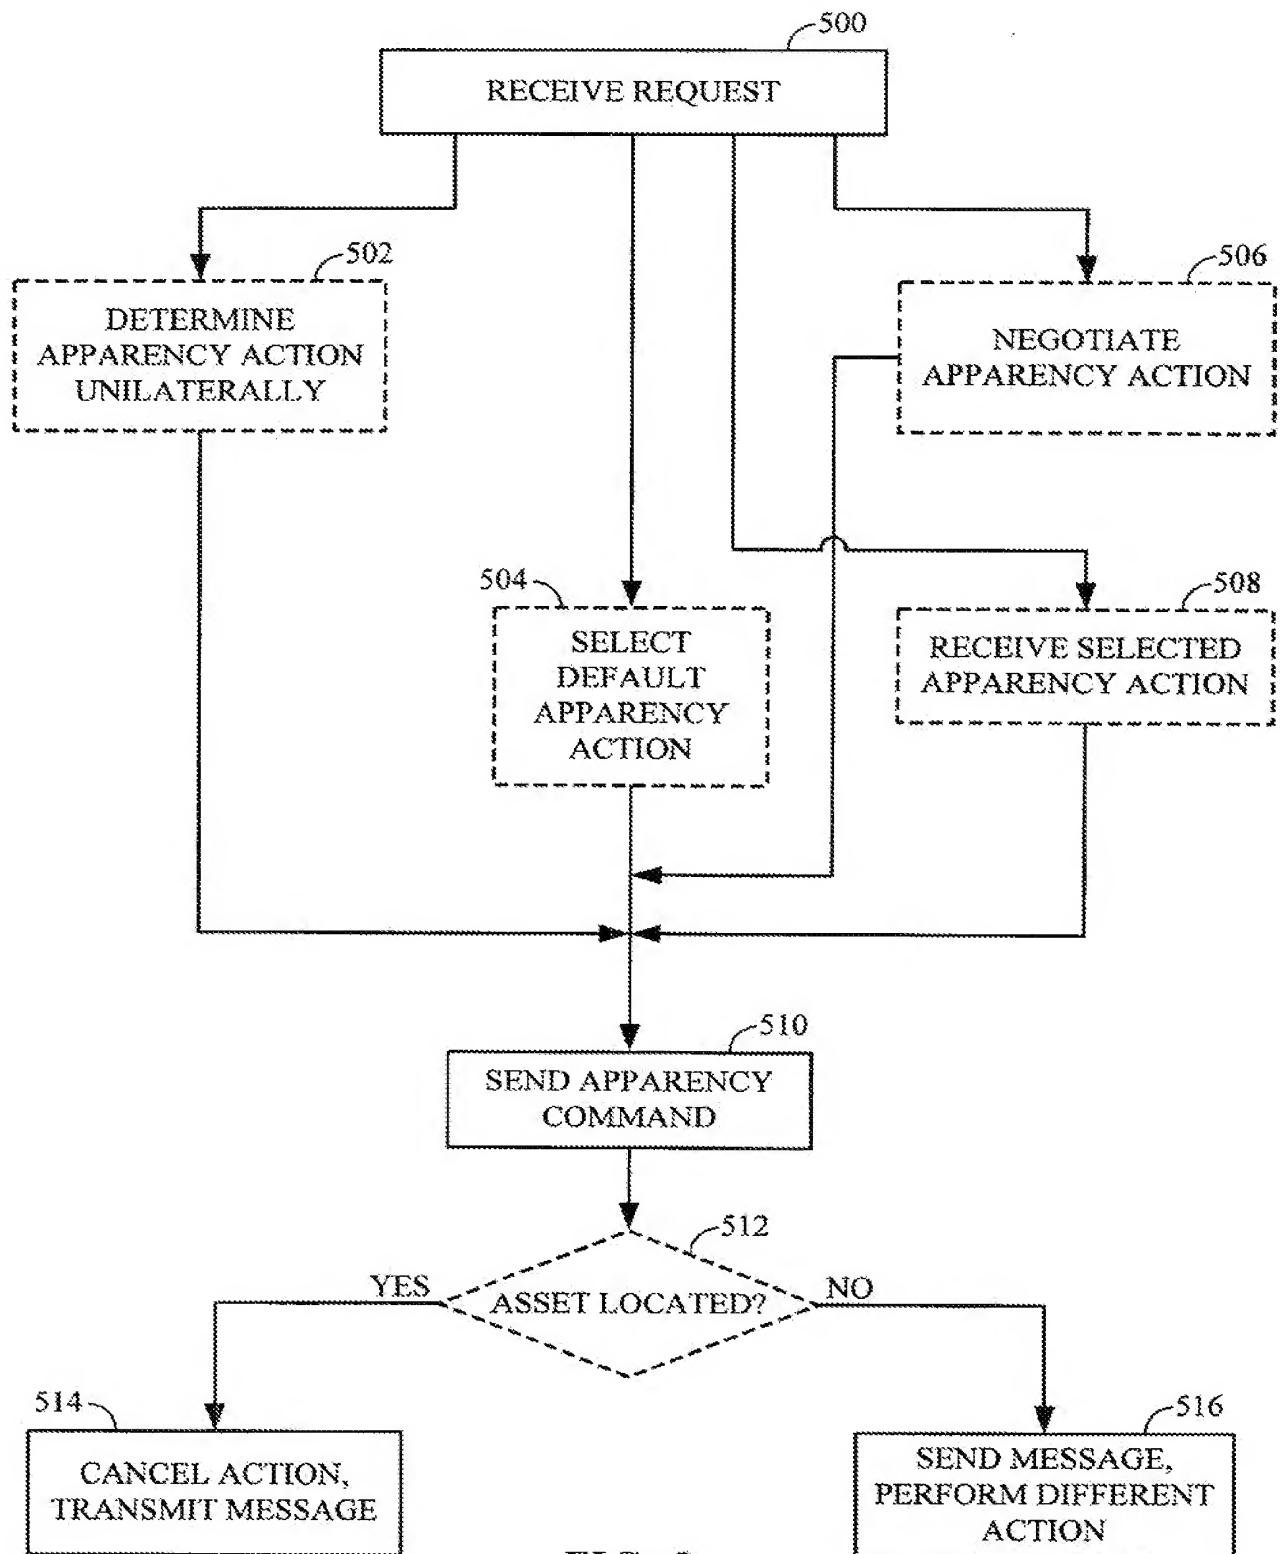 500
RECEIVE REQUEST
502
DETERMINE
APPARENCY ACTION
UNILATERALLY
506
NEGOTIATE
APPARENCY ACTION
504
SELECT
DEFAULT
APPARENCY
ACTION
508
RECEIVE SELECTED
APPARENCY ACTION
510
SEND APPARENCY
COMMAND
512
ASSET LOCATED?
YES
NO
514
CANCEL ACTION,
TRANSMIT MESSAGE
516
SEND MESSAGE,
PERFORM DIFFERENT
ACTION